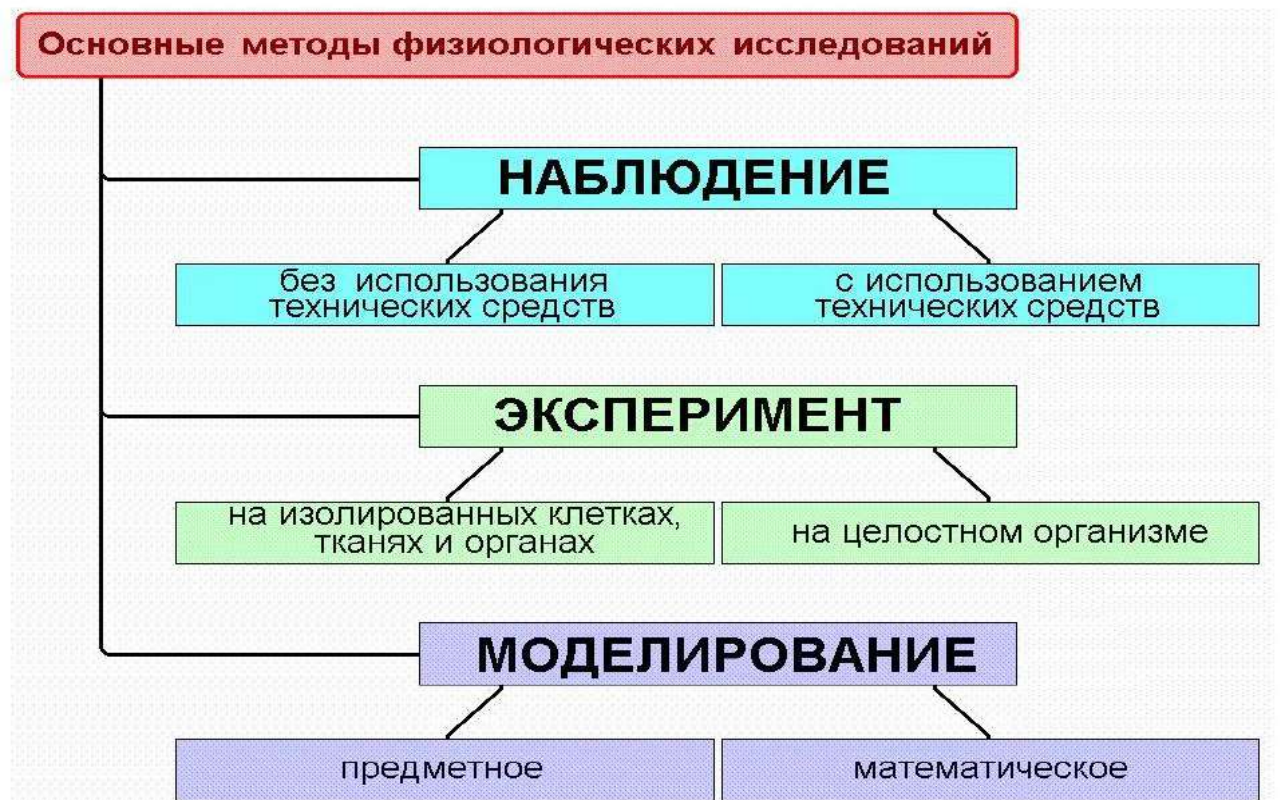 Основные методы физиологических исследований
НАБЛЮДЕНИЕ
без использования
технических средств
с использованием
технических средств
ЭКСПЕРИМЕНТ
на изолированных клетках,
тканях и органах
на целостном организме
МОДЕЛИРОВАНИЕ
предметное
математическое